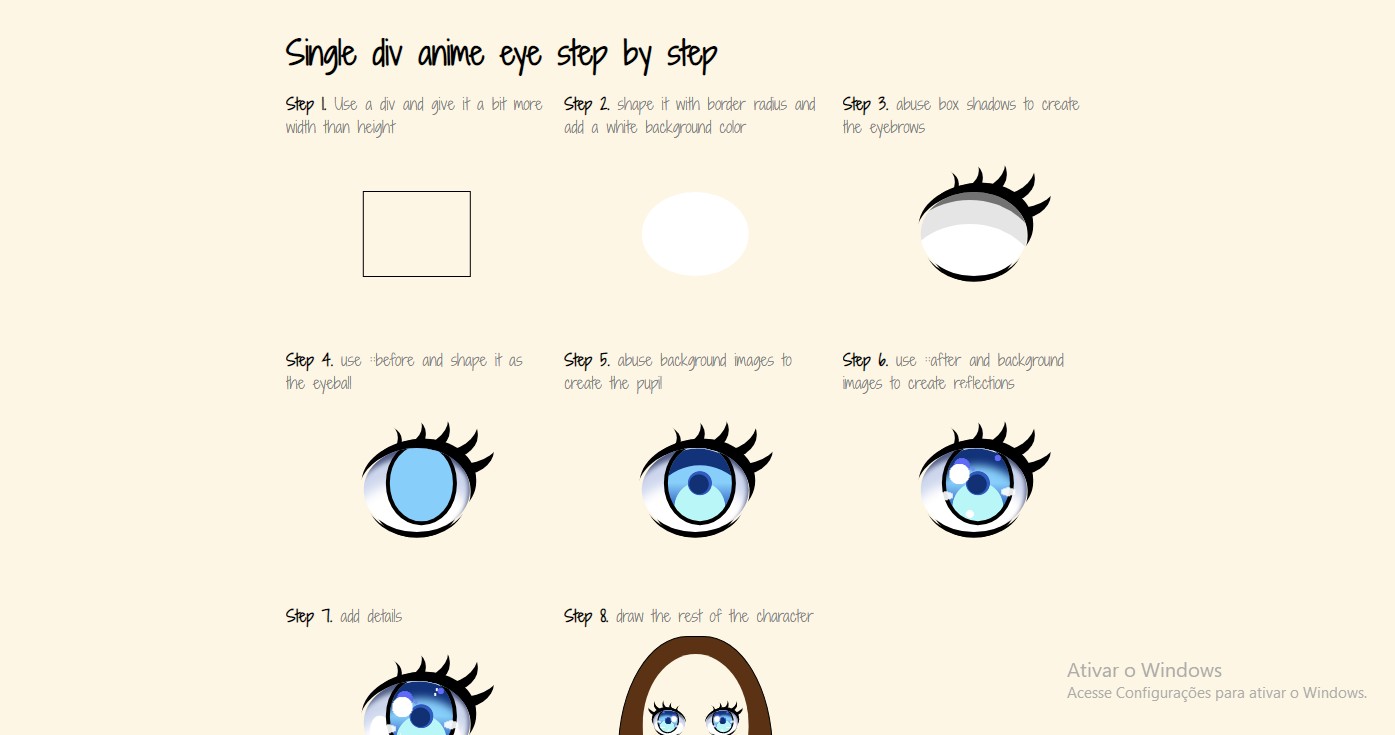 Single div anime eye step by step
Step 1. Use a div and give it a bit more
width than height
Step 2. shape it with border radius and
add a white background color
Step 3. abuse box shadows to create
the eyebrows
Step 4. use ::before and shape it as
the eyeball
Step 5. abuse background images to
create the pupil
Step 6. use ::after and background
images to create reflections
Step 7. add details
Step 8. draw the rest of the character
Ativar o Windows
Acesse Configurações para ativar o Windows.